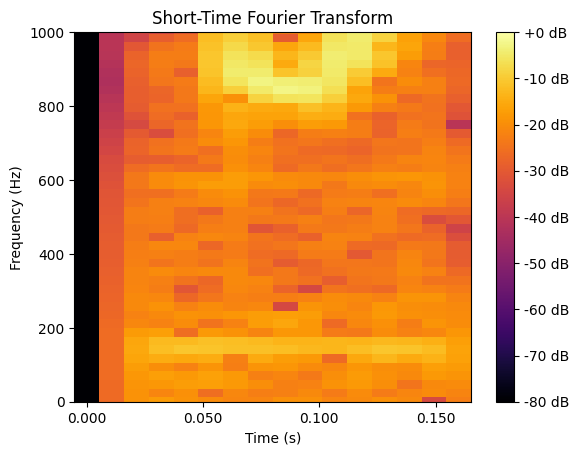 Short-Time Fourier Transform
1000
800
600
400
200
0
Frequency (Hz)
0.000
0.050
0.100
0.150
Time (s)
+0 dB
-10 dB
-20 dB
-30 dB
-40 dB
-50 dB
-60 dB
-70 dB
-80 dB